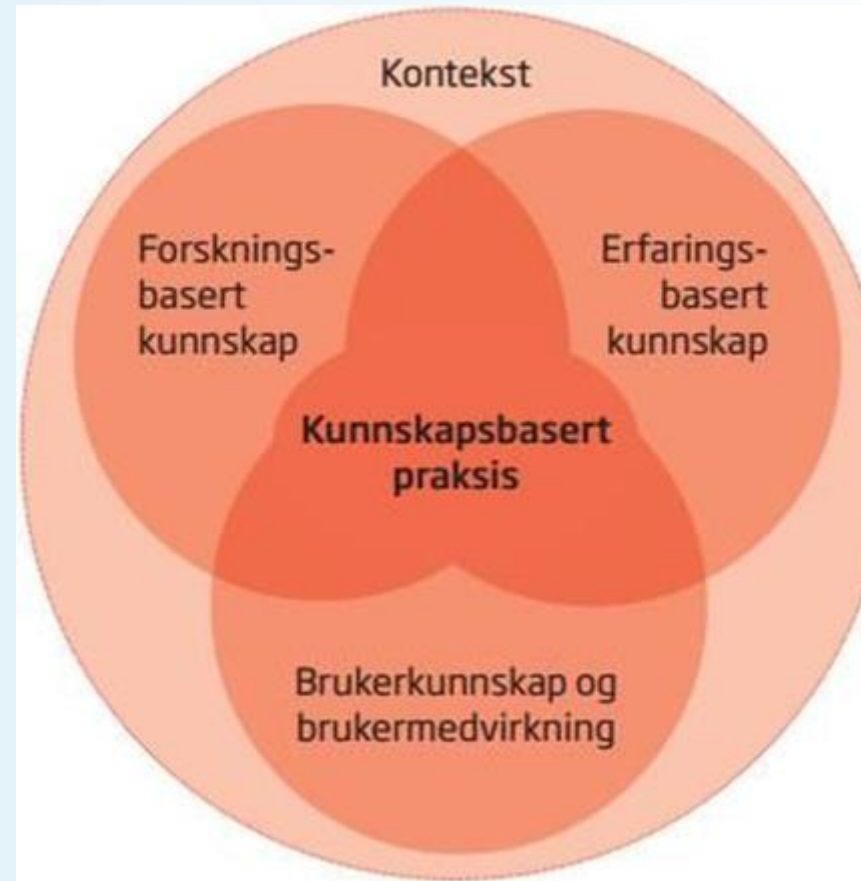 Kontekst
Forsknings-
basert
kunnskap
Erfarings-
basert
kunnskap
Kunnskapsbasert
praksis
Brukerkunnskap og
brukermedvirkning